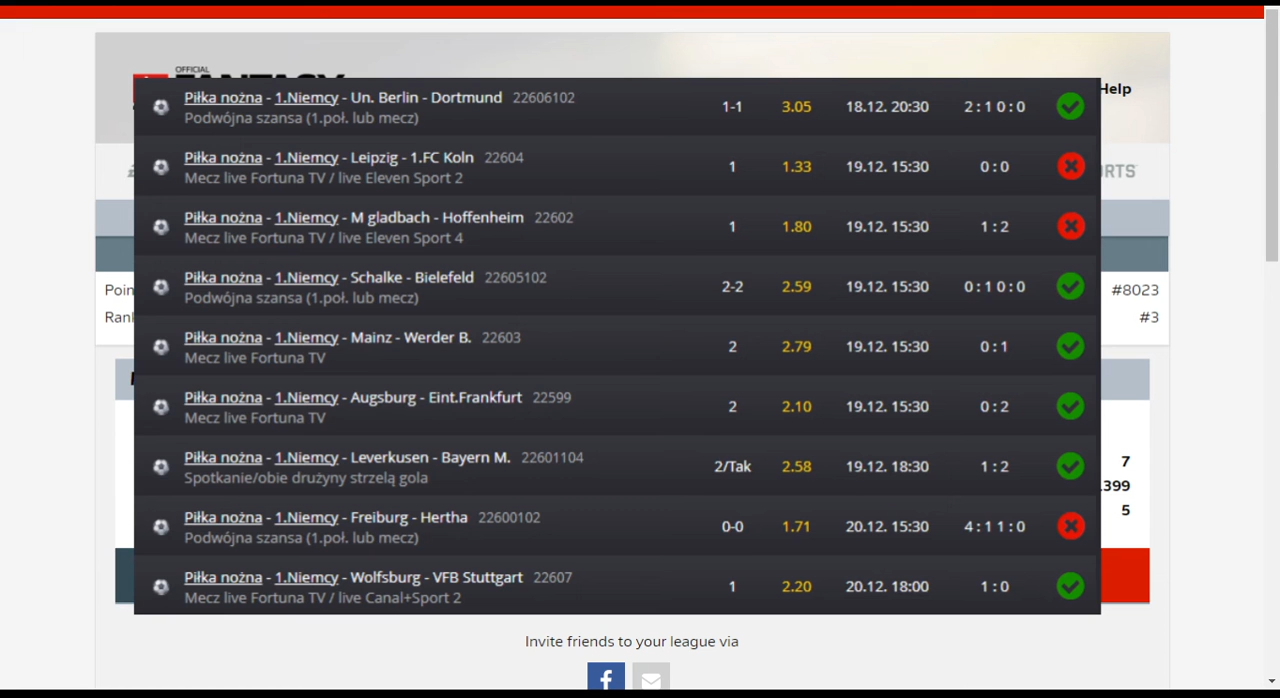 OFFICIAL
FANTASY
Help
Piłka nożna - 1.Niemcy - Un. Berlin - Dortmund 22606102 1-1 3.05 18.12. 20:30 2:1 0:0
Podwójna szansa (1.poł. lub mecz)
Piłka nożna - 1.Niemcy - Leipzig - 1.FC Koln 22604 1 1.33 19.12. 15:30 0:0
Mecz live Fortuna TV / live Eleven Sport 2
RTS
Piłka nożna - 1.Niemcy - M gladbach - Hoffenheim 22602 1 1.80 19.12. 15:30 1:2
Mecz live Fortuna TV / live Eleven Sport 4
Piłka nożna - 1.Niemcy - Schalke - Bielefeld 22605102 2-2 2.59 19.12. 15:30 0:1 0:0
Podwójna szansa (1.poł. lub mecz)
Poin #8023
Rank #3
Piłka nożna - 1.Niemcy - Mainz - Werder B. 22603 2 2.79 19.12. 15:30 0:1
Mecz live Fortuna TV
Piłka nożna - 1.Niemcy - Augsburg - Eint.Frankfurt 22599 2 2.10 19.12. 15:30 0:2
Mecz live Fortuna TV
Piłka nożna - 1.Niemcy - Leverkusen - Bayern M. 22601104 2/Tak 2.58 19.12. 18:30 1:2
Spotkanie/obie drużyny strzelą gola
7
.399
5
Piłka nożna - 1.Niemcy - Freiburg - Hertha 22600102 0-0 1.71 20.12. 15:30 4:1 1:0
Podwójna szansa (1.poł. lub mecz)
Piłka nożna - 1.Niemcy - Wolfsburg - VFB Stuttgart 22607 1 2.20 20.12. 18:00 1:0
Mecz live Fortuna TV / live Canal+Sport 2
Invite friends to your league via